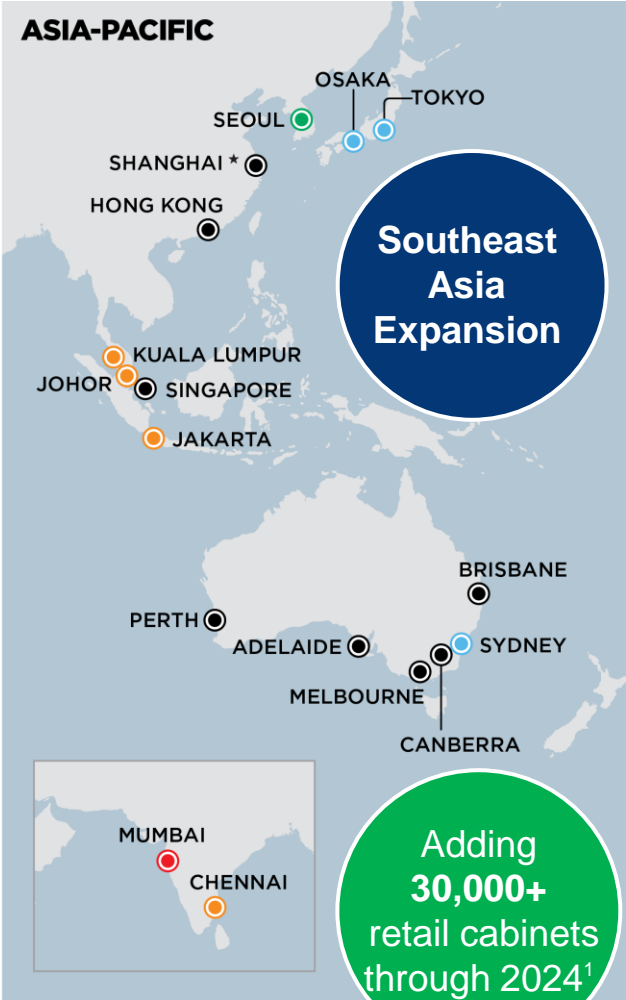 ASIA-PACIFIC
OSAKA
TOKYO
SEOUL
SHANGHAI ★
HONG KONG
Southeast
Asia
Expansion
KUALA LUMPUR
JOHOR
SINGAPORE
JAKARTA
BRISBANE
PERTH
ADELAIDE
SYDNEY
MELBOURNE
CANBERRA
MUMBAI
CHENNAI
Adding
30,000+
retail cabinets
through 2024¹